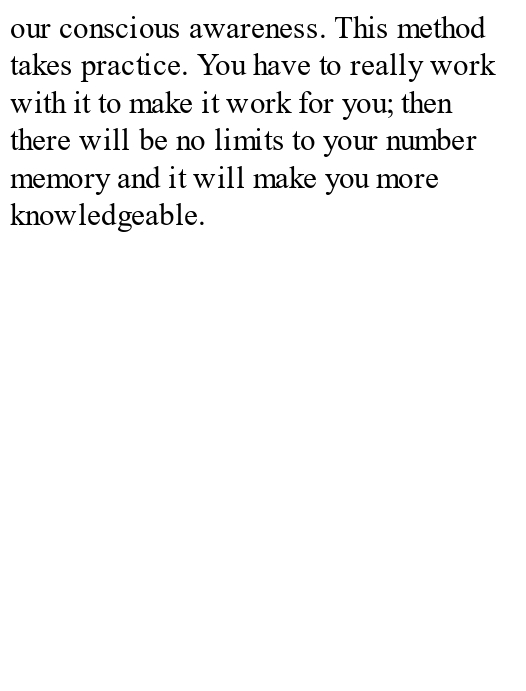 our conscious awareness. This method
takes practice. You have to really work
with it to make it work for you; then
there will be no limits to your number
memory and it will make you more
knowledgeable.